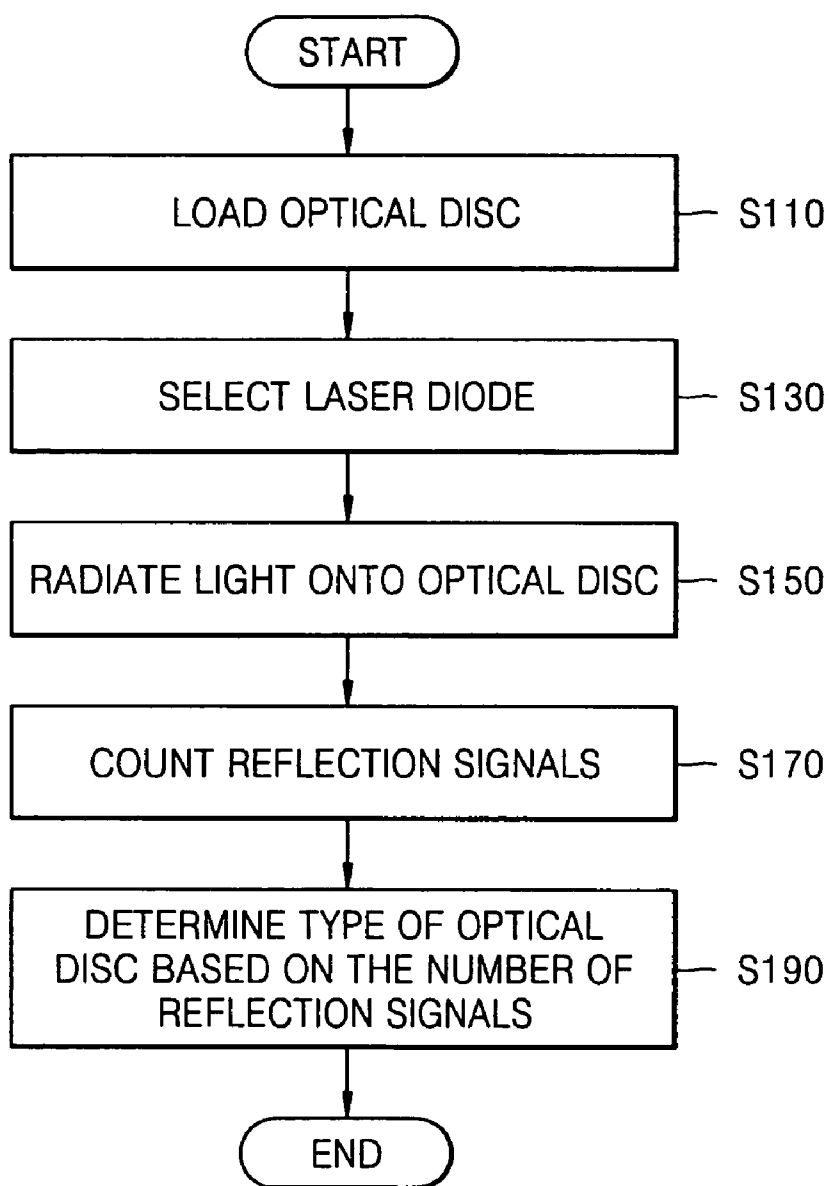 START
LOAD OPTICAL DISC
S110
SELECT LASER DIODE
S130
RADIATE LIGHT ONTO OPTICAL DISC
S150
COUNT REFLECTION SIGNALS
S170
DETERMINE TYPE OF OPTICAL
DISC BASED ON THE NUMBER OF
REFLECTION SIGNALS
S190
END